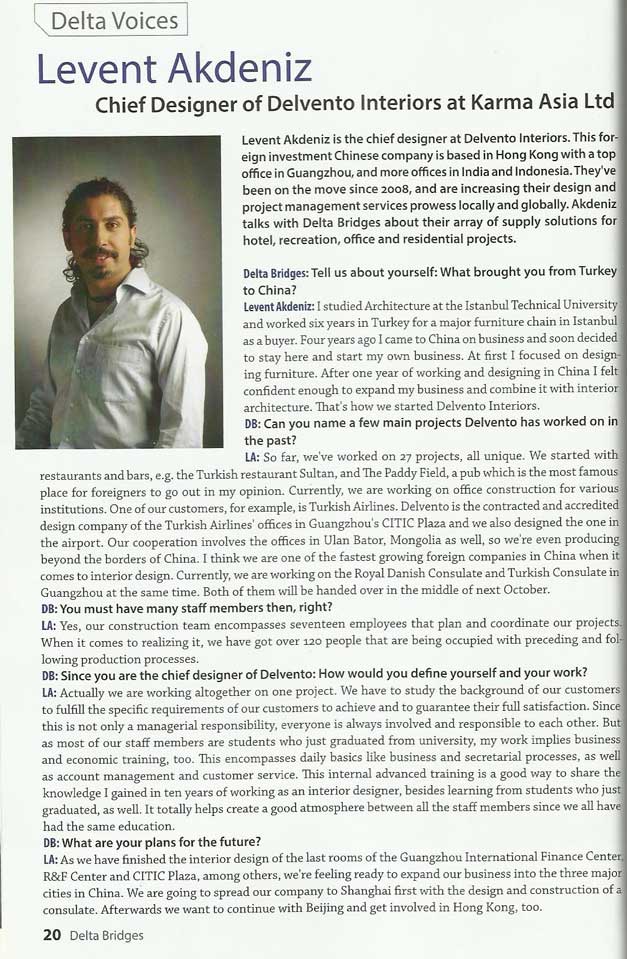 Delta Voices
Levent Akdeniz
Chief Designer of Delvento Interiors at Karma Asia Ltd
Levent Akdeniz is the chief designer at Delvento Interiors. This for-
eign investment Chinese company is based in Hong Kong with a top
office in Guangzhou, and more offices in India and Indonesia. They've
been on the move since 2008, and are increasing their design and
project management services prowess locally and globally. Akdeniz
talks with Delta Bridges about their array of supply solutions for
hotel, recreation, office and residential projects.
Delta Bridges: Tell us about yourself: What brought you from Turkey
to China?
Levent Akdeniz: I studied Architecture at the Istanbul Technical University
and worked six years in Turkey for a major furniture chain in Istanbul
as a buyer. Four years ago I came to China on business and soon decided
to stay here and start my own business. At first I focused on design-
ing furniture. After one year of working and designing in China I felt
confident enough to expand my business and combine it with interior
architecture. That's how we started Delvento Interiors.
DB: Can you name a few main projects Delvento has worked on in
the past?
LA: So far, we've worked on 27 projects, all unique. We started with
restaurants and bars, e.g. the Turkish restaurant Sultan, and The Paddy Field, a pub which is the most famous
place for foreigners to go out in my opinion. Currently, we are working on office construction for various
institutions. One of our customers, for example, is Turkish Airlines. Delvento is the contracted and accredited
design company of the Turkish Airlines' offices in Guangzhou's CITIC Plaza and we also designed the one in
the airport. Our cooperation involves the offices in Ulan Bator, Mongolia as well, so we're even producing
beyond the borders of China. I think we are one of the fastest growing foreign companies in China when it
comes to interior design. Currently, we are working on the Royal Danish Consulate and Turkish Consulate in
Guangzhou at the same time. Both of them will be handed over in the middle of next October.
DB: You must have many staff members then, right?
LA: Yes, our construction team encompasses seventeen employees that plan and coordinate our projects.
When it comes to realizing it, we have got over 120 people that are being occupied with preceding and fol-
lowing production processes.
DB: Since you are the chief designer of Delvento: How would you define yourself and your work?
LA: Actually we are working altogether on one project. We have to study the background of our customers
to fulfill the specific requirements of our customers to achieve and to guarantee their full satisfaction. Since
this is not only a managerial responsibility, everyone is always involved and responsible to each other. But
as most of our staff members are students who just graduated from university, my work implies business
and economic training, too. This encompasses daily basics like business and secretarial processes, as well
as account management and customer service. This internal advanced training is a good way to share the
knowledge I gained in ten years of working as an interior designer, besides learning from students who just
graduated, as well. It totally helps create a good atmosphere between all the staff members since we all have
had the same education.
DB: What are your plans for the future?
LA: As we have finished the interior design of the last rooms of the Guangzhou International Finance Center,
R&F Center and CITIC Plaza, among others, we're feeling ready to expand our business into the three major
cities in China. We are going to spread our company to Shanghai first with the design and construction of a
consulate. Afterwards we want to continue with Beijing and get involved in Hong Kong, too.
20 Delta Bridges